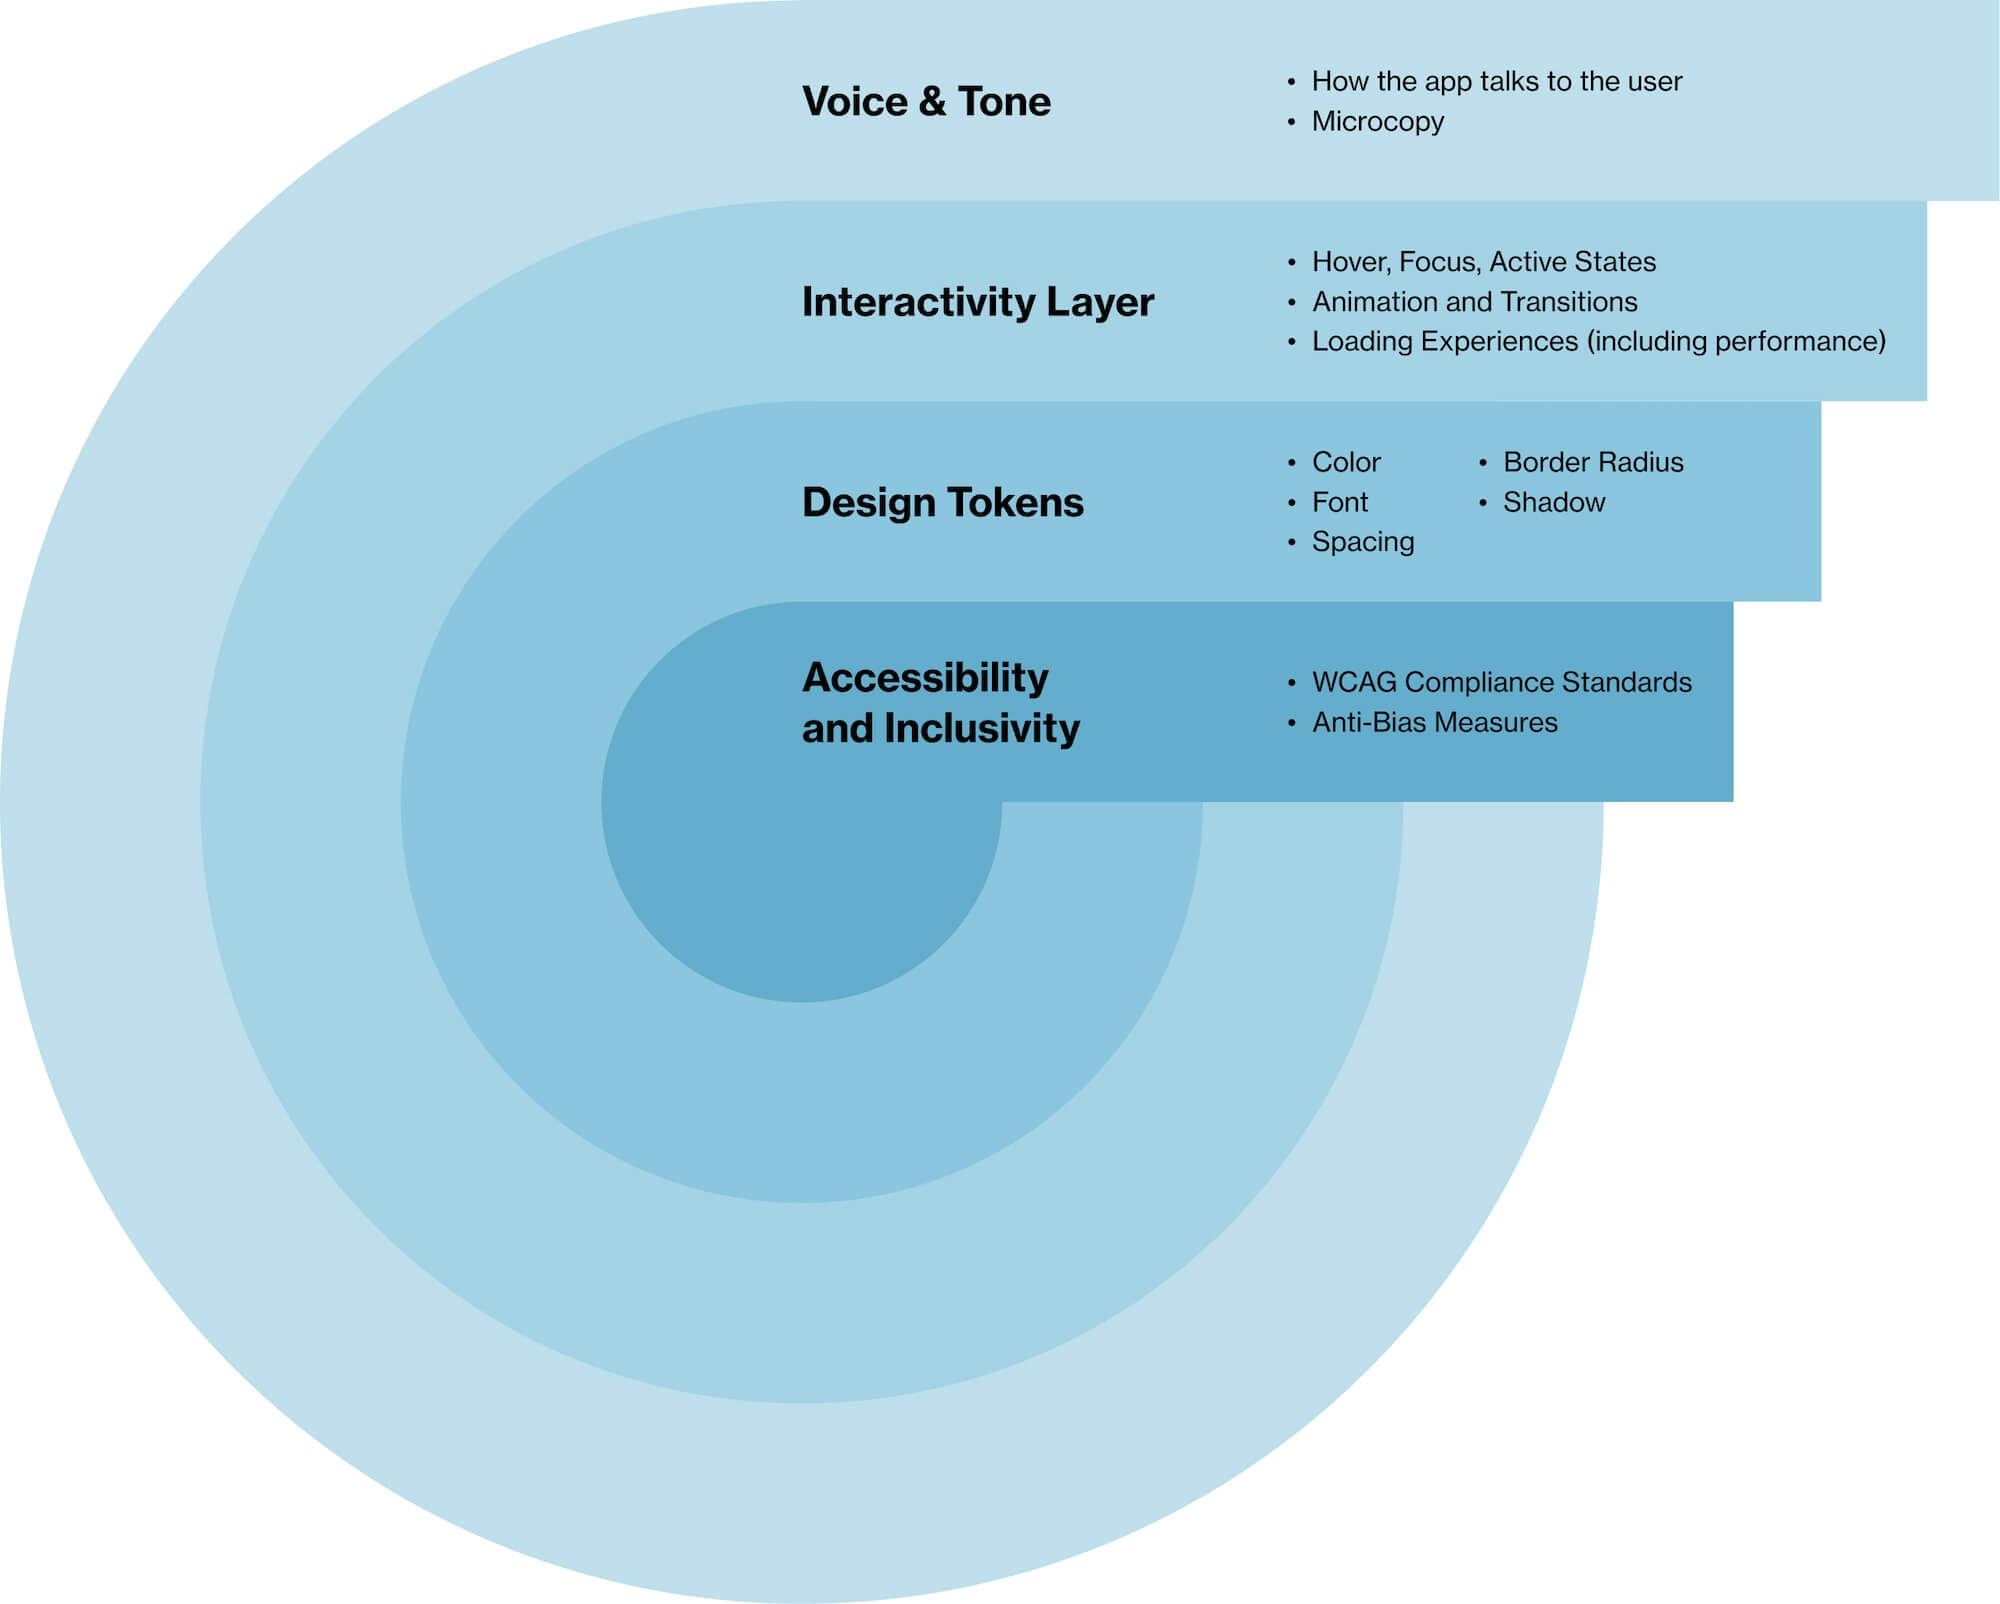 Voice & Tone
• How the app talks to the user
• Microcopy
Interactivity Layer
• Hover, Focus, Active States
• Animation and Transitions
• Loading Experiences (including performance)
Design Tokens
• Color
• Font
• Spacing
• Border Radius
• Shadow
Accessibility
and Inclusivity
• WCAG Compliance Standards
• Anti-Bias Measures